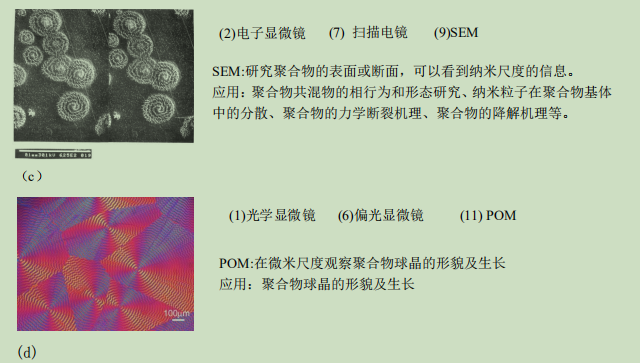 (2)电子显微镜 (7) 扫描电镜 (9)SEM
SEM:研究聚合物的表面或断面，可以看到纳米尺度的信息。
应用：聚合物共混物的相行为和形态研究、纳米粒子在聚合物基体
中的分散、聚合物的力学断裂机理、聚合物的降解机理等。
（c）
(1)光学显微镜 (6)偏光显微镜 (11) POM
POM:在微米尺度观察聚合物球晶的形貌及生长
应用：聚合物球晶的形貌及生长
100μm
(d)